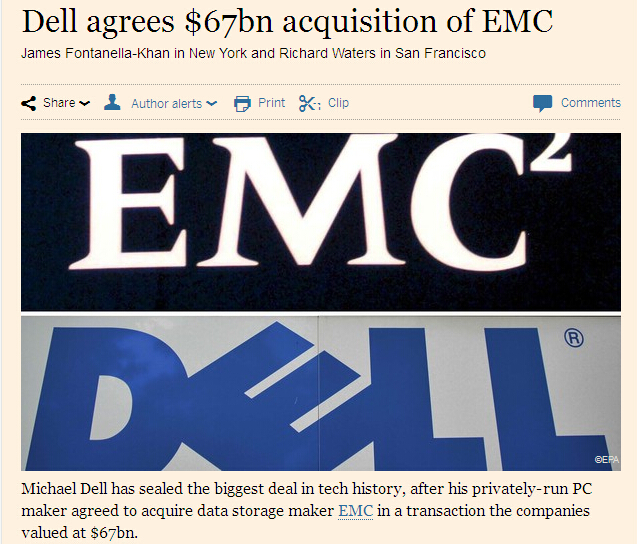 Dell agrees $67bn acquisition of EMC
James Fontanella-Khan in New York and Richard Waters in San Francisco
Share Author alerts Print Clip Comments
EMC²
DELL ®
©EPA
Michael Dell has sealed the biggest deal in tech history, after his privately-run PC
maker agreed to acquire data storage maker EMC in a transaction the companies
valued at $67bn.